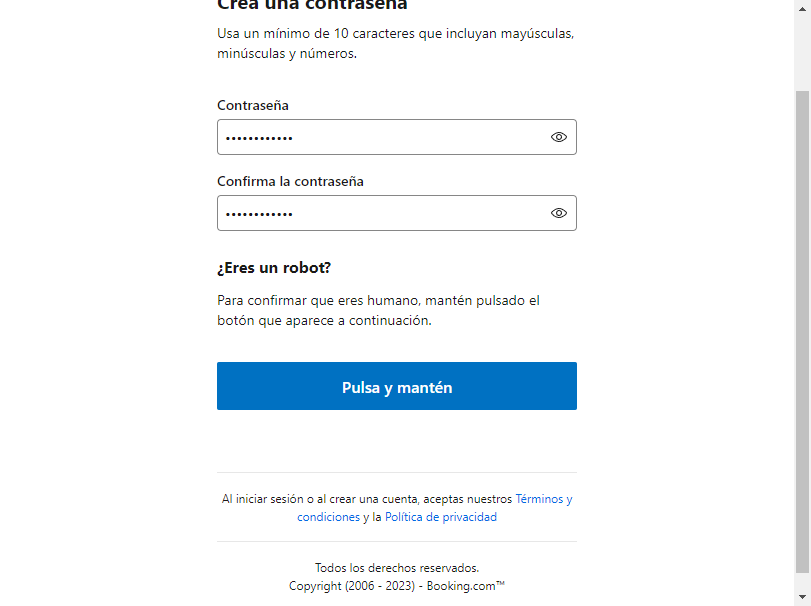 Crea una contraseña
Usa un mínimo de 10 caracteres que incluyan mayúsculas,
minúsculas y números.
Contraseña
••••••••••••
Confirma la contraseña
••••••••••••
¿Eres un robot?
Para confirmar que eres humano, mantén pulsado el
botón que aparece a continuación.
Pulsa y mantén
Al iniciar sesión o al crear una cuenta, aceptas nuestros Términos y
condiciones y la Política de privacidad
Todos los derechos reservados.
Copyright (2006 - 2023) - Booking.com™